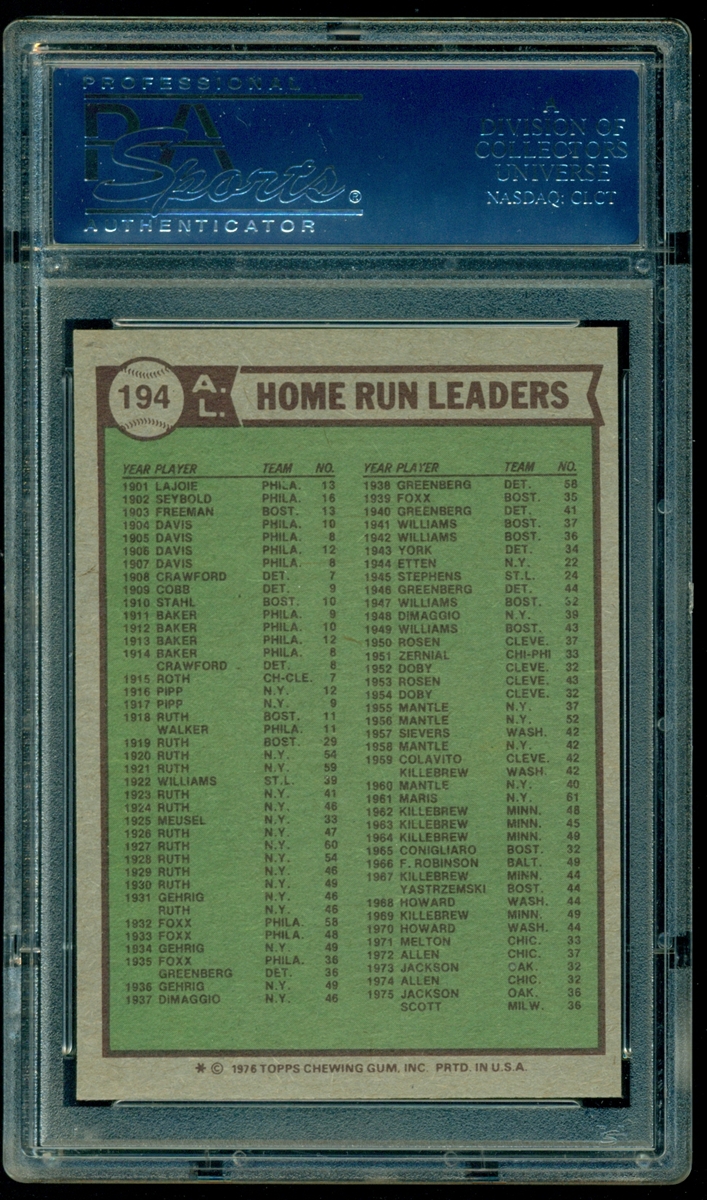 PROFESSIONAL
PSA
Sports®
AUTHENTICATOR
A
DIVISION OF
COLLECTORS
UNIVERSE
NASDAQ: CLCT
194 A.L. HOME RUN LEADERS
YEAR PLAYER TEAM NO.
1901 LAJOIE PHILA. 13
1902 SEYBOLD PHILA. 16
1903 FREEMAN BOST. 13
1904 DAVIS PHILA. 10
1905 DAVIS PHILA. 8
1906 DAVIS PHILA. 12
1907 DAVIS PHILA. 8
1908 CRAWFORD DET. 7
1909 COBB DET. 9
1910 STAHL BOST. 10
1911 BAKER PHILA. 9
1912 BAKER PHILA. 10
1913 BAKER PHILA. 12
1914 BAKER PHILA. 8
CRAWFORD DET. 8
1915 ROTH CH-CLE. 7
1916 PIPP N.Y. 12
1917 PIPP N.Y. 9
1918 RUTH BOST. 11
WALKER PHILA. 11
1919 RUTH BOST. 29
1920 RUTH N.Y. 54
1921 RUTH N.Y. 59
1922 WILLIAMS ST.L. 39
1923 RUTH N.Y. 41
1924 RUTH N.Y. 46
1925 MEUSEL N.Y. 33
1926 RUTH N.Y. 47
1927 RUTH N.Y. 60
1928 RUTH N.Y. 54
1929 RUTH N.Y. 46
1930 RUTH N.Y. 49
1931 GEHRIG N.Y. 46
RUTH N.Y. 46
1932 FOXX PHILA. 58
1933 FOXX PHILA. 48
1934 GEHRIG N.Y. 49
1935 FOXX PHILA. 36
GREENBERG DET. 36
1936 GEHRIG N.Y. 49
1937 DiMAGGIO N.Y. 46
YEAR PLAYER TEAM NO.
1938 GREENBERG DET. 58
1939 FOXX BOST. 35
1940 GREENBERG DET. 41
1941 WILLIAMS BOST. 37
1942 WILLIAMS BOST. 36
1943 YORK DET. 34
1944 ETTEN N.Y. 22
1945 STEPHENS ST.L. 24
1946 GREENBERG DET. 44
1947 WILLIAMS BOST. 32
1948 DiMAGGIO N.Y. 39
1949 WILLIAMS BOST. 43
1950 ROSEN CLEVE. 37
1951 ZERNIAL CHI-PHI 33
1952 DOBY CLEVE. 32
1953 ROSEN CLEVE. 43
1954 DOBY CLEVE. 32
1955 MANTLE N.Y. 37
1956 MANTLE N.Y. 52
1957 SIEVERS WASH. 42
1958 MANTLE N.Y. 42
1959 COLAVITO CLEVE. 42
KILLEBREW WASH. 42
1960 MANTLE N.Y. 40
1961 MARIS N.Y. 61
1962 KILLEBREW MINN. 48
1963 KILLEBREW MINN. 45
1964 KILLEBREW MINN. 49
1965 CONIGLIARO BOST. 32
1966 F. ROBINSON BALT. 49
1967 KILLEBREW MINN. 44
YASTRZEMSKI BOST. 44
1968 HOWARD WASH. 44
1969 KILLEBREW MINN. 49
1970 HOWARD WASH. 44
1971 MELTON CHIC. 33
1972 ALLEN CHIC. 37
1973 JACKSON OAK. 32
1974 ALLEN CHIC. 32
1975 JACKSON OAK. 36
SCOTT MILW. 36
* © 1976 TOPPS CHEWING GUM, INC. PRTD. IN U.S.A.